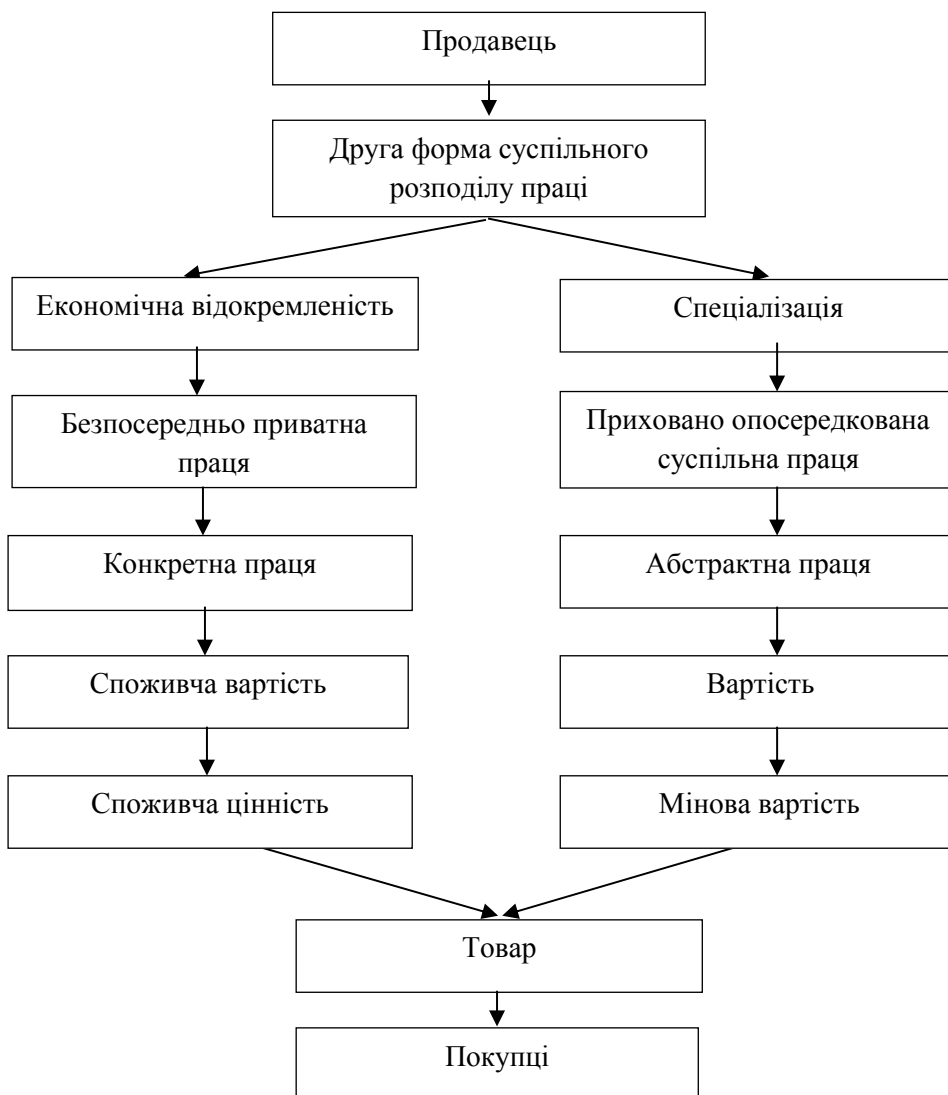 Продавець
Друга форма суспільного
розподілу праці
Економічна відокремленість
Спеціалізація
Безпосередньо приватна
праця
Приховано опосередкована
суспільна праця
Конкретна праця
Абстрактна праця
Споживча вартість
Вартість
Споживча цінність
Мінова вартість
Товар
Покупці